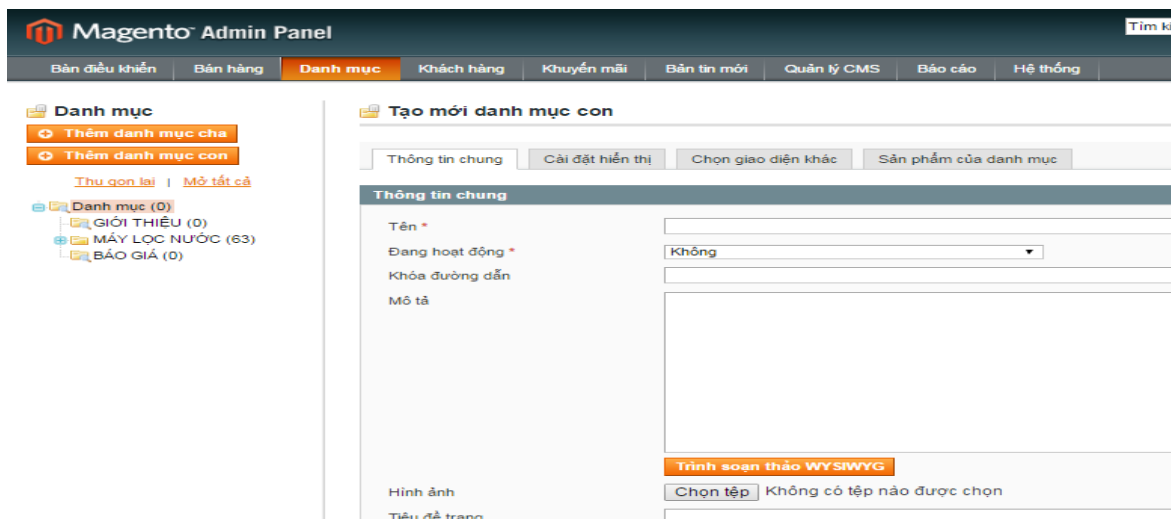 Magento Admin Panel
Tìm ki
Bàn điều khiển Bán hàng Danh mục Khách hàng Khuyến mãi Bản tin mới Quản lý CMS Báo cáo Hệ thống
Danh mục
Thêm danh mục cha
Thêm danh mục con
Thu gọn lại | Mở tất cả
Danh mục (0)
GIỚI THIỆU (0)
MÁY LỌC NƯỚC (63)
BÁO GIÁ (0)
Tạo mới danh mục con
Thông tin chung Cài đặt hiển thị Chọn giao diện khác Sản phẩm của danh mục
Thông tin chung
Tên *
Đang hoạt động * Không
Khóa đường dẫn
Mô tả
Trình soạn thảo WYSIWYG
Hình ảnh Chọn tệp Không có tệp nào được chọn
Tiêu đề trang